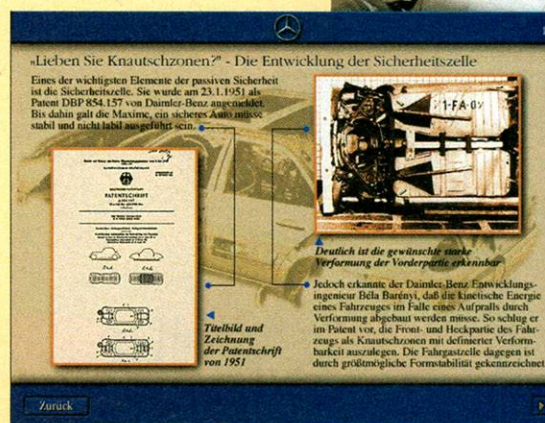 „Lieben Sie Knautschzonen?" - Die Entwicklung der Sicherheitszelle
Eines der wichtigsten Elemente der passiven Sicherheit
ist die Sicherheitszelle. Sie wurde am 23.1.1951 als
Patent DBP 854.157 von Daimler-Benz angemeldet.
Bis dahin galt die Maxime, ein sicheres Auto müsse
stabil und nicht labil ausgeführt sein.
PATENTSCHRIFT
Titelbild und
Zeichnung
der Patentschrift
von 1951
Deutlich ist die gewünschte starke
Verformung der Vorderpartie erkennbar
Jedoch erkannte der Daimler-Benz Entwicklungs-
ingenieur Béla Barényi, daß die kinetische Energie
eines Fahrzeuges im Falle eines Aufpralls durch
Verformung abgebaut werden müsse. So schlug er
im Patent vor, die Front- und Heckpartie des Fahr-
zeugs als Knautschzonen mit definierter Verform-
barkeit auszulegen. Die Fahrgastzelle dagegen ist
durch größtmögliche Formstabilität gekennzeichnet
Zurück